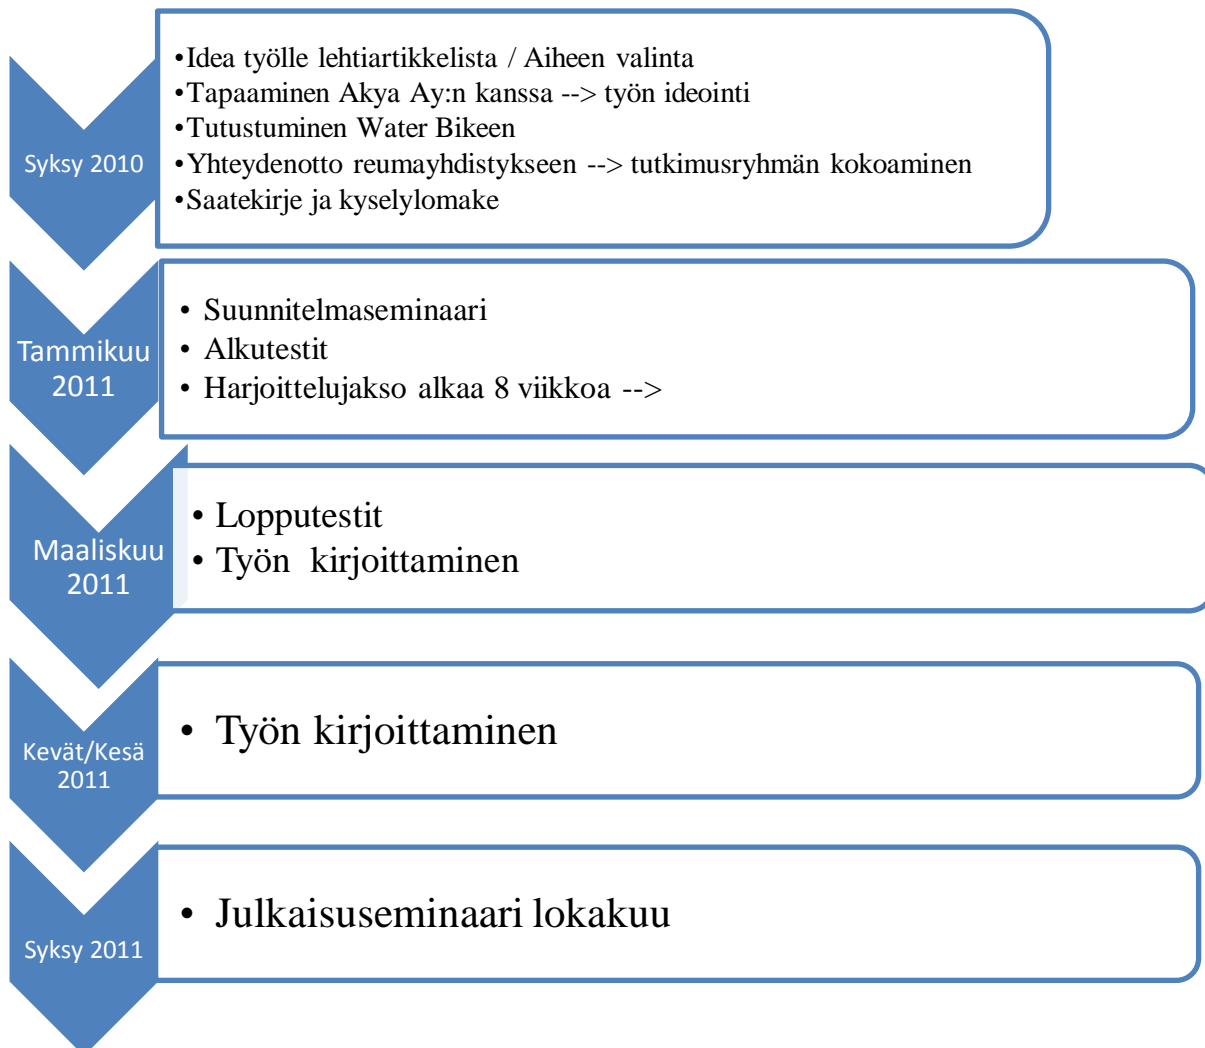 Syksy 2010
•Idea työlle lehtiartikkelista / Aiheen valinta
•Tapaaminen Akya Ay:n kanssa --> työn ideointi
•Tutustuminen Water Bikeen
•Yhteydenotto reumayhdistykseen --> tutkimusryhmän kokoaminen
•Saatekirje ja kyselylomake
Tammikuu
2011
• Suunnitelmaseminaari
• Alkutestit
• Harjoittelujakso alkaa 8 viikkoa -->
Maaliskuu
2011
• Lopputestit
• Työn kirjoittaminen
Kevät/Kesä
2011
• Työn kirjoittaminen
Syksy 2011
• Julkaisuseminaari lokakuu